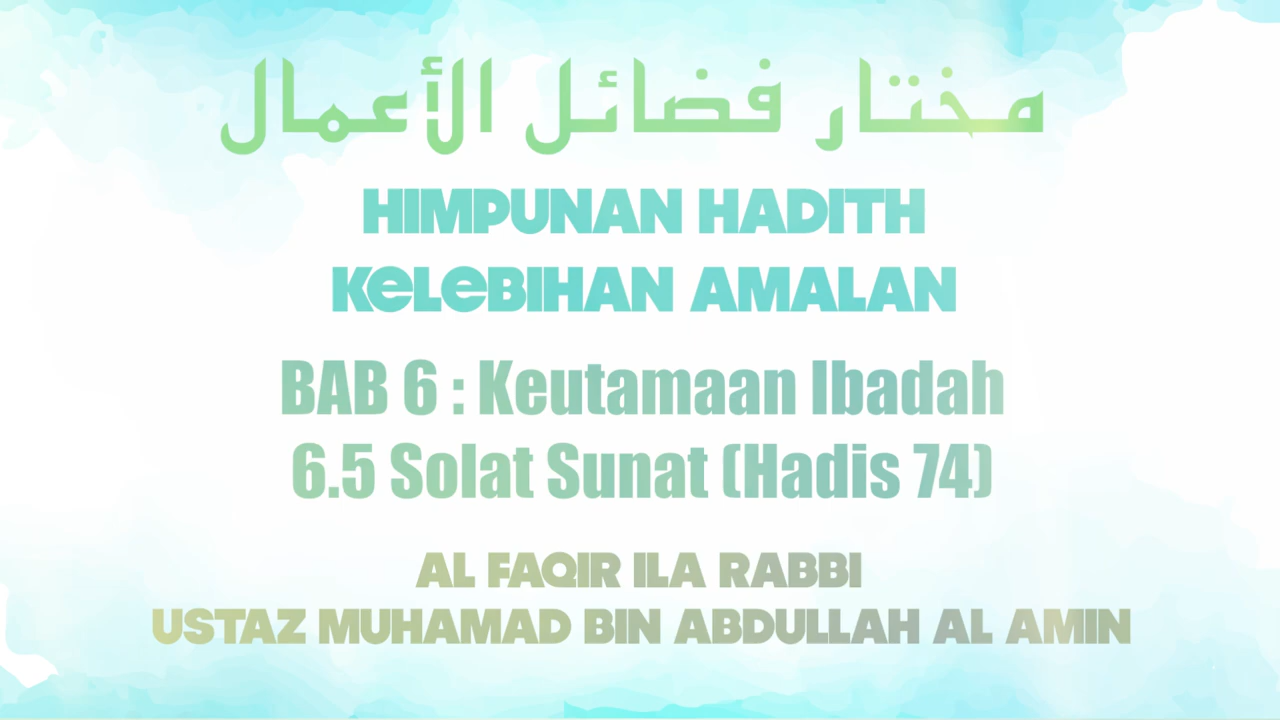 مختار فضائل الأعمال
HIMPUNAN HADITH
KeLeBIHAN AMALAN
BAB 6 : Keutamaan Ibadah
6.5 Solat Sunat (Hadis 74)
AL FAQIR ILA RABBI
USTAZ MUHAMAD BIN ABDULLAH AL AMIN